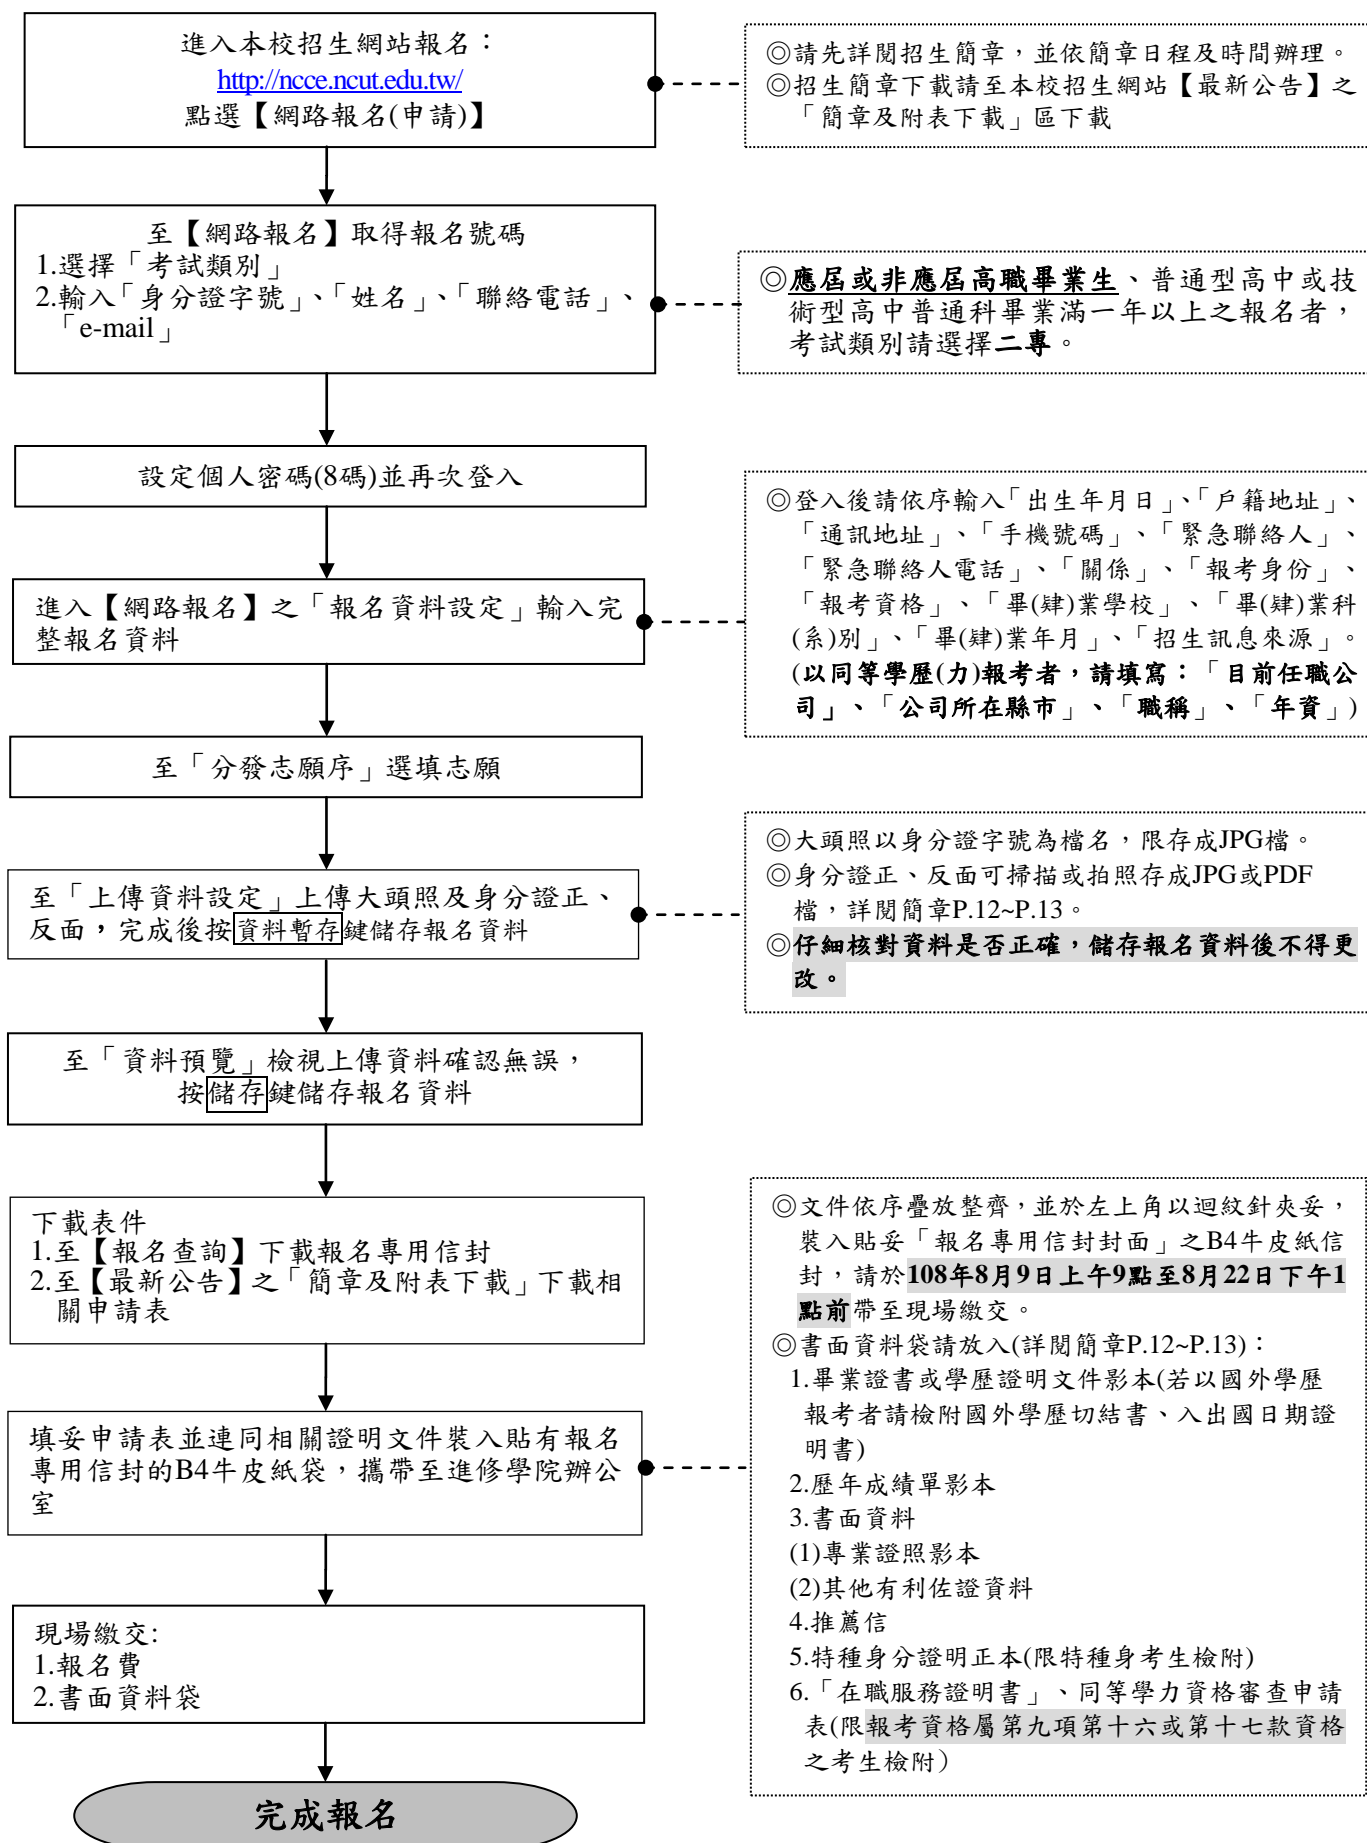 進入本校招生網站報名：
http://ncce.ncut.edu.tw/
點選【網路報名(申請)】
◎請先詳閱招生簡章，並依簡章日程及時間辦理。
◎招生簡章下載請至本校招生網站【最新公告】之
「簡章及附表下載」區下載
至【網路報名】取得報名號碼
1.選擇「考試類別」
2.輸入「身分證字號」、「姓名」、「聯絡電話」、
「e-mail」
◎應屆或非應屆高職畢業生、普通型高中或技
術型高中普通科畢業滿一年以上之報名者，
考試類別請選擇二專。
設定個人密碼(8碼)並再次登入
進入【網路報名】之「報名資料設定」輸入完
整報名資料
◎登入後請依序輸入「出生年月日」、「戶籍地址」、
「通訊地址」、「手機號碼」、「緊急聯絡人」、
「緊急聯絡人電話」、「關係」、「報考身份」、
「報考資格」、「畢(肄)業學校」、「畢(肄)業科
(系)別」、「畢(肄)業年月」、「招生訊息來源」。
(以同等學歷(力)報考者，請填寫：「目前任職公
司」、「公司所在縣市」、「職稱」、「年資」)
至「分發志願序」選填志願
至「上傳資料設定」上傳大頭照及身分證正、
反面，完成後按資料暫存鍵儲存報名資料
◎大頭照以身分證字號為檔名，限存成JPG檔。
◎身分證正、反面可掃描或拍照存成JPG或PDF
檔，詳閱簡章P.12~P.13。
◎仔細核對資料是否正確，儲存報名資料後不得更
改。
至「資料預覽」檢視上傳資料確認無誤，
按儲存鍵儲存報名資料
下載表件
1.至【報名查詢】下載報名專用信封
2.至【最新公告】之「簡章及附表下載」下載相
關申請表
填妥申請表並連同相關證明文件裝入貼有報名
專用信封的B4牛皮紙袋，攜帶至進修學院辦公
室
◎文件依序疊放整齊，並於左上角以迴紋針夾妥，
裝入貼妥「報名專用信封封面」之B4牛皮紙信
封，請於108年8月9日上午9點至8月22日下午1
點前帶至現場繳交。
◎書面資料袋請放入(詳閱簡章P.12~P.13)：
1.畢業證書或學歷證明文件影本(若以國外學歷
報考者請檢附國外學歷切結書、入出國日期證
明書)
2.歷年成績單影本
3.書面資料
(1)專業證照影本
(2)其他有利佐證資料
4.推薦信
5.特種身分證明正本(限特種身考生檢附)
6.「在職服務證明書」、同等學力資格審查申請
表(限報考資格屬第九項第十六或第十七款資格
之考生檢附)
現場繳交:
1.報名費
2.書面資料袋
完成報名